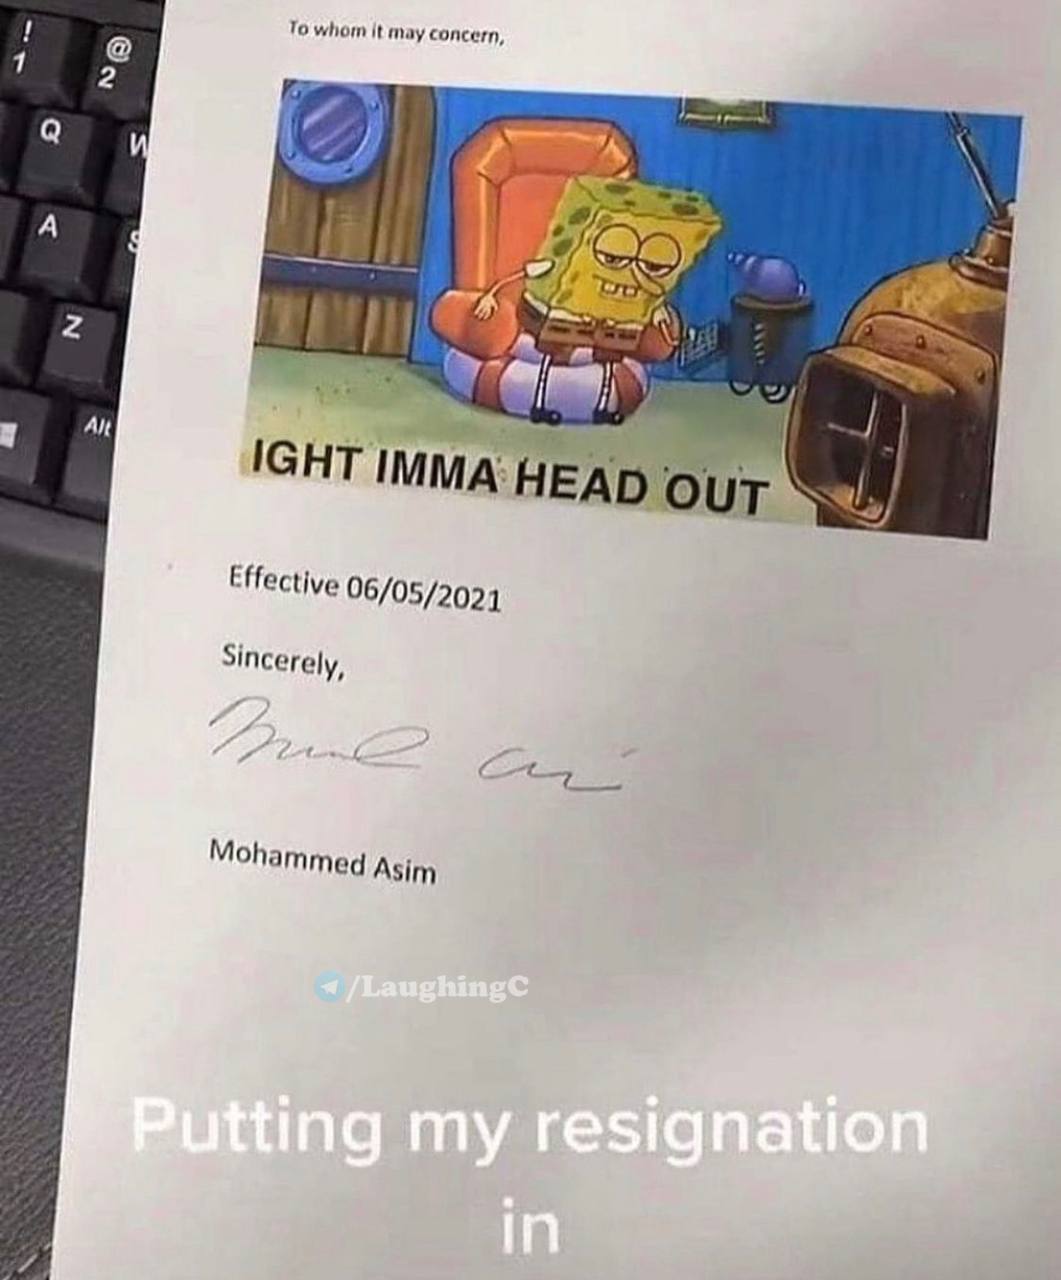 !
1
@
2
Q
W
A
S
Z
Alt
To whom it may concern,
IGHT IMMA HEAD OUT
Effective 06/05/2021
Sincerely,
Mohammed Asim
/LaughingC
Putting my resignation
in